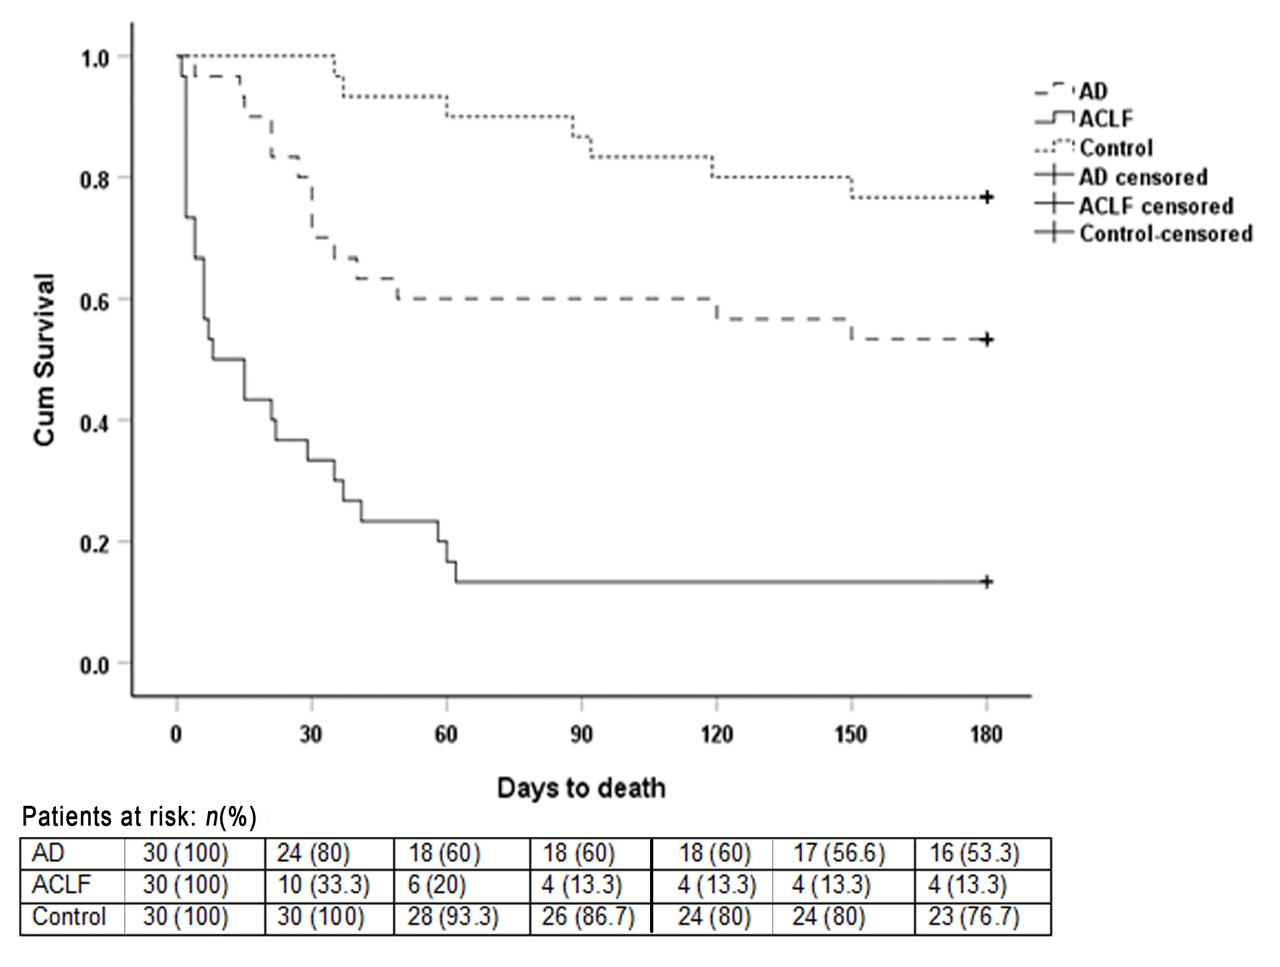 1.0
0.8
0.6
0.4
0.2
0.0
Cum Survival
AD
ACLF
Control
AD censored
ACLF censored
Control-censored
0 30 60 90 120 150 180
Days to death
Patients at risk: n(%)
AD 30 (100) 24 (80) 18 (60) 18 (60) 18 (60) 17 (56.6) 16 (53.3)
ACLF 30 (100) 10 (33.3) 6 (20) 4 (13.3) 4 (13.3) 4 (13.3) 4 (13.3)
Control 30 (100) 30 (100) 28 (93.3) 26 (86.7) 24 (80) 24 (80) 23 (76.7)